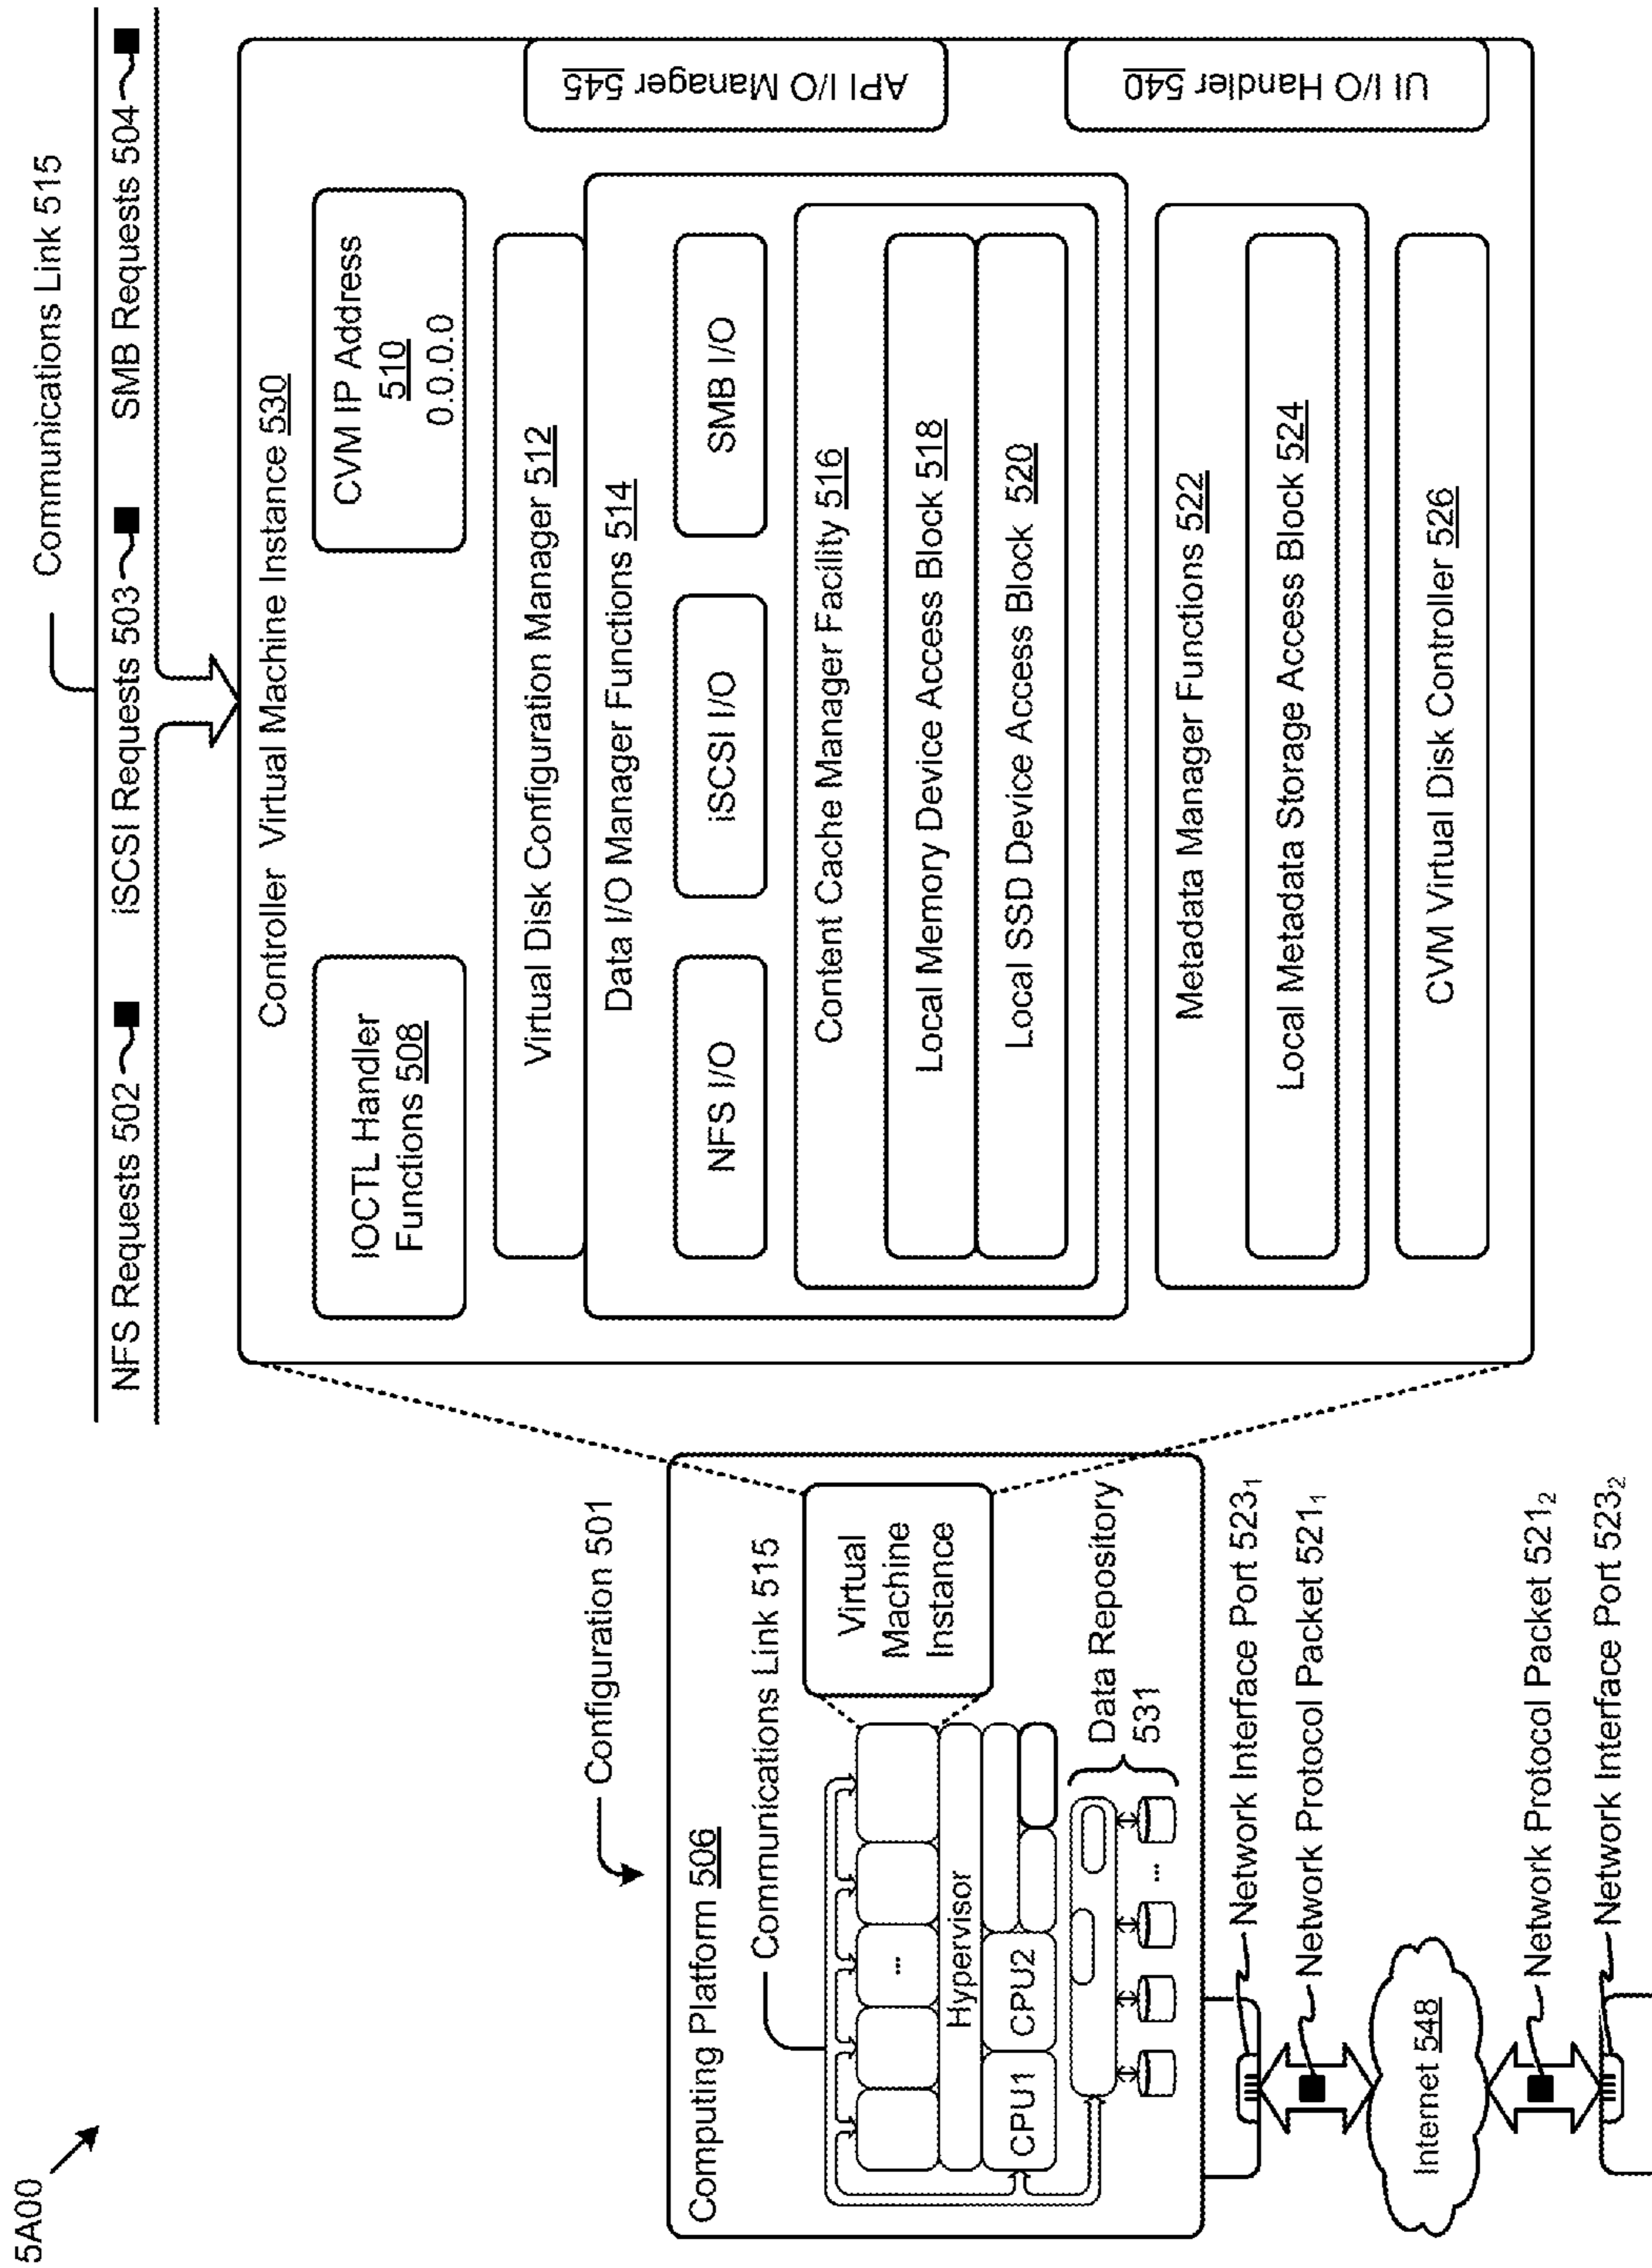 5A00
Configuration 501
Computing Platform 506
Communications Link 515
...
Hypervisor
CPU1
CPU2
Virtual
Machine
Instance
...
Data Repository
531
Network Interface Port 523₁
Network Protocol Packet 521₁
Internet 548
Network Protocol Packet 521₂
Network Interface Port 523₂
Communications Link 515
NFS Requests 502
iSCSI Requests 503
SMB Requests 504
Controller Virtual Machine Instance 530
IOCTL Handler
Functions 508
CVM IP Address
510
0.0.0.0
Virtual Disk Configuration Manager 512
Data I/O Manager Functions 514
NFS I/O
iSCSI I/O
SMB I/O
Content Cache Manager Facility 516
Local Memory Device Access Block 518
Local SSD Device Access Block 520
Metadata Manager Functions 522
Local Metadata Storage Access Block 524
CVM Virtual Disk Controller 526
API I/O Manager 545
UI I/O Handler 540